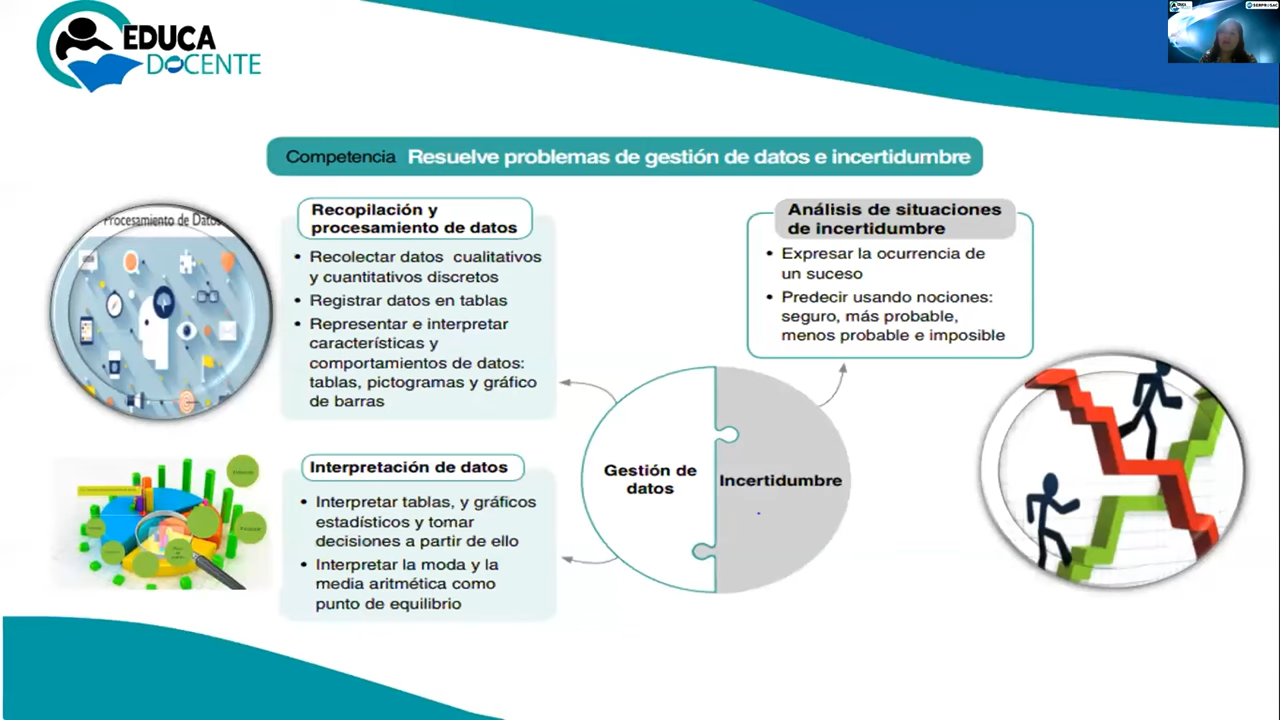 EDUCA
DOCENTE
Competencia Resuelve problemas de gestión de datos e incertidumbre
Procesamiento de Datos
Recopilación y
procesamiento de datos
• Recolectar datos cualitativos
y cuantitativos discretos
• Registrar datos en tablas
• Representar e interpretar
características y
comportamientos de datos:
tablas, pictogramas y gráfico
de barras
Interpretación de datos
• Interpretar tablas, y gráficos
estadísticos y tomar
decisiones a partir de ello
• Interpretar la moda y la
media aritmética como
punto de equilibrio
Gestión de
datos
Incertidumbre
Análisis de situaciones
de incertidumbre
• Expresar la ocurrencia de
un suceso
• Predecir usando nociones:
seguro, más probable,
menos probable e imposible